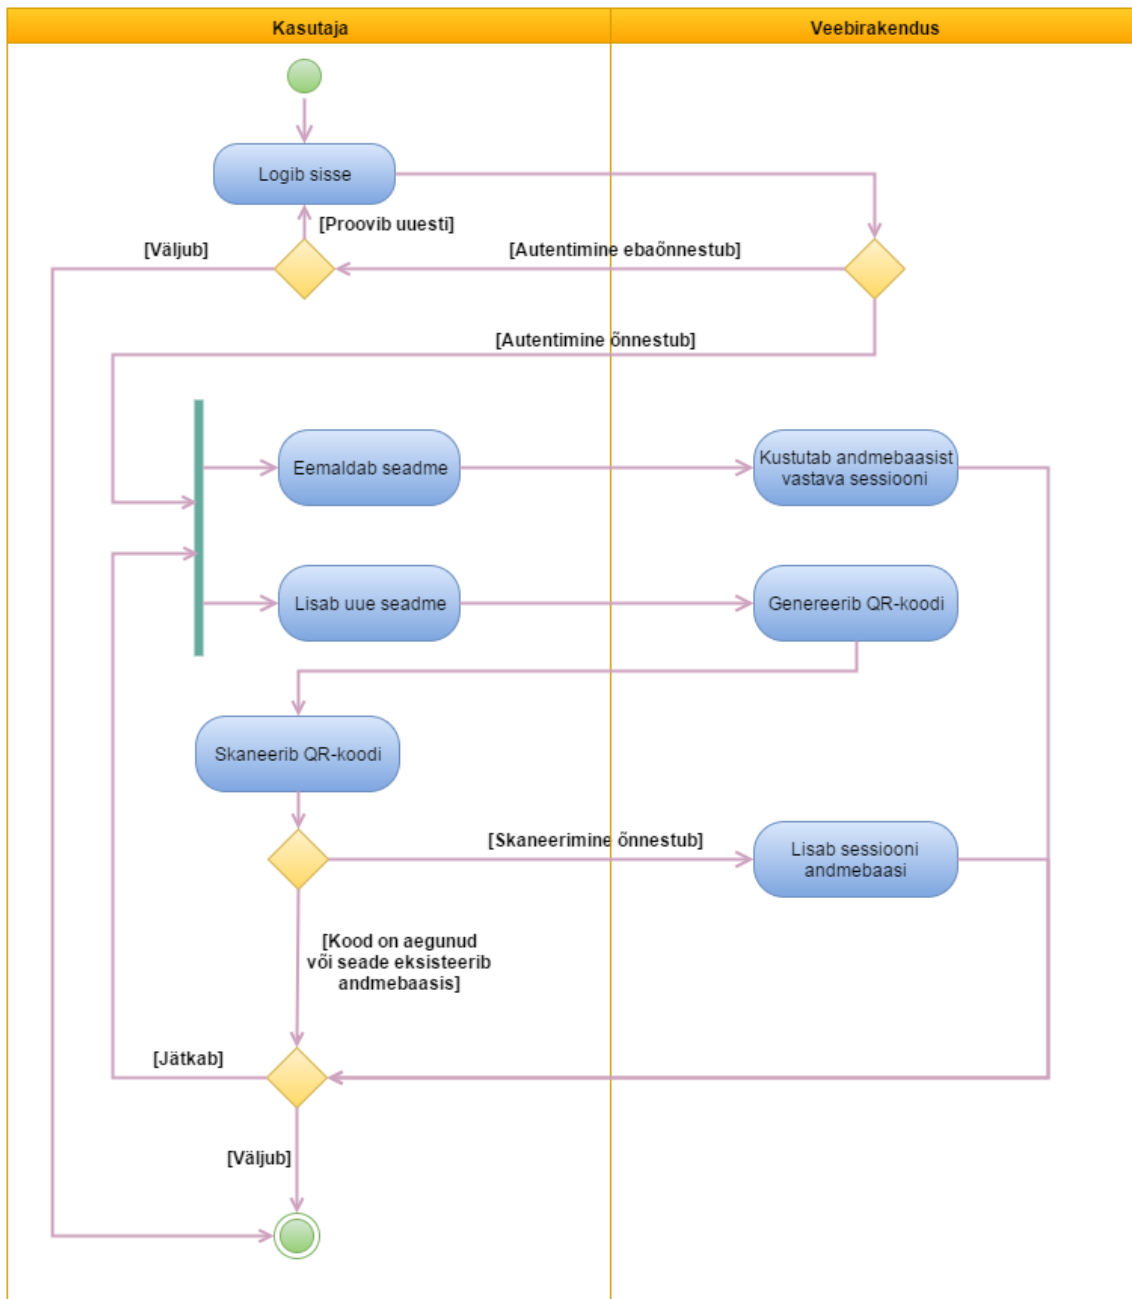 Kasutaja
Veebirakendus
Logib sisse
[Proovib uuesti]
[Väljub]
[Autentimine ebaõnnestub]
[Autentimine õnnestub]
Eemaldab seadme
Kustutab andmebaasist
vastava sessiooni
Lisab uue seadme
Genereerib QR-koodi
Skaneerib QR-koodi
[Skaneerimine õnnestub]
Lisab sessiooni
andmebaasi
[Kood on aegunud
või seade eksisteerib
andmebaasis]
[Jätkab]
[Väljub]